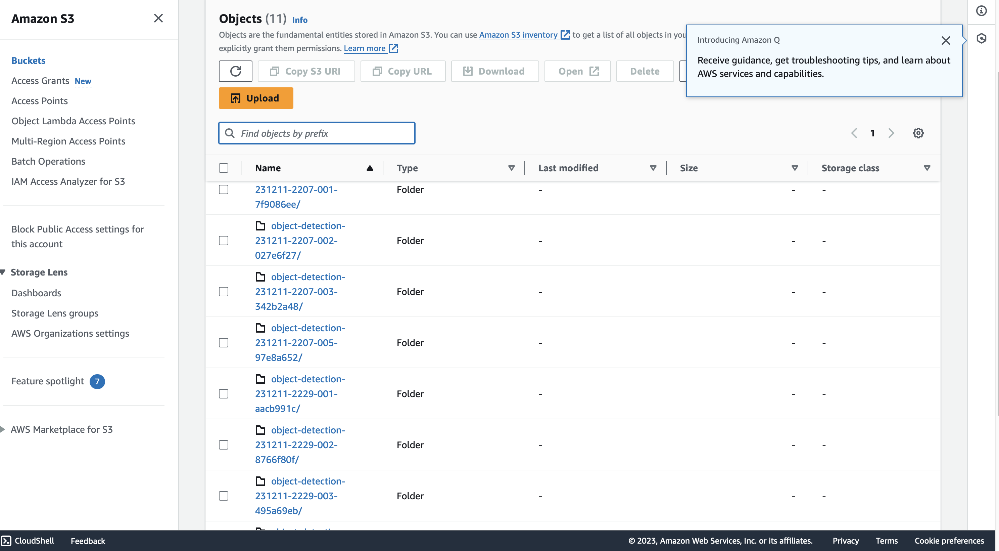 Amazon S3
Buckets
Access Grants New
Access Points
Object Lambda Access Points
Multi-Region Access Points
Batch Operations
IAM Access Analyzer for S3
Block Public Access settings for
this account
Storage Lens
Dashboards
Storage Lens groups
AWS Organizations settings
Feature spotlight 7
AWS Marketplace for S3
Objects (11) Info
Objects are the fundamental entities stored in Amazon S3. You can use Amazon S3 inventory to get a list of all objects in you
explicitly grant them permissions. Learn more
Copy S3 URI Copy URL Download Open Delete
Upload
Find objects by prefix
1
Introducing Amazon Q
Receive guidance, get troubleshooting tips, and learn about
AWS services and capabilities.
Name Type Last modified Size Storage class
231211-2207-001- Folder - - -
7f9086ee/
object-detection-
231211-2207-002- Folder - - -
027e6f27/
object-detection-
231211-2207-003- Folder - - -
342b2a48/
object-detection-
231211-2207-005- Folder - - -
97e8a652/
object-detection-
231211-2229-001- Folder - - -
aacb991c/
object-detection-
231211-2229-002- Folder - - -
8766f80f/
object-detection-
231211-2229-003- Folder - - -
495a69eb/
CloudShell Feedback © 2023, Amazon Web Services, Inc. or its affiliates. Privacy Terms Cookie preferences